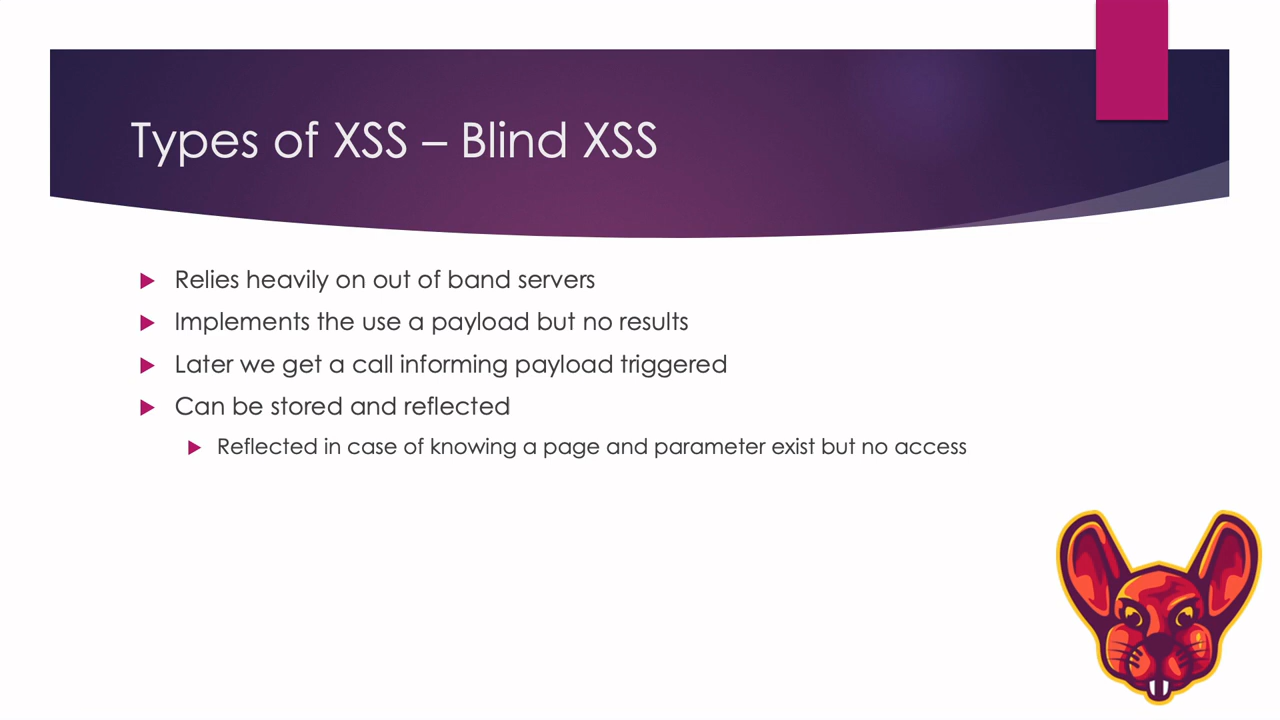 Types of XSS – Blind XSS
Relies heavily on out of band servers
Implements the use a payload but no results
Later we get a call informing payload triggered
Can be stored and reflected
Reflected in case of knowing a page and parameter exist but no access